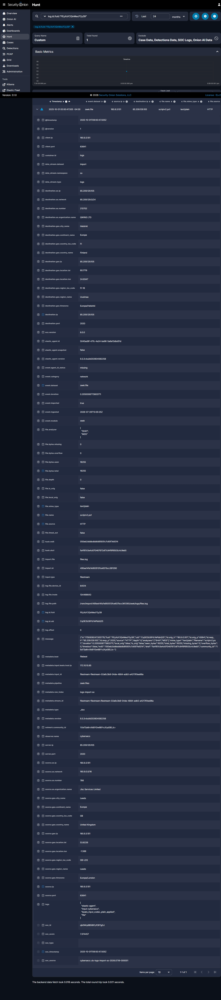 Security Onion
Hunt
Overview
Onion AI
Alerts
Dashboards
Hunt
Cases
Detections
PCAP
Grid
Downloads
Administration
Tools
Kibana
Elastic Fleet
Version: 3.1.0
© 2026 Security Onion Solutions, LLC
License: ELv2
log.id.fuid:"FEyXoY2QnMecF2y39"
Last 24 months
log.id.fuid:"FEyXoY2QnMecF2y39"
Query Name
Custom
Total Found
1
Exclude
Case Data, Detections Data, SOC Logs, Onion AI Data
Basic Metrics
Timeline
56
55
54
53
52
51
50
7:59:59.999 pm
8:00:00.000 pm
8:00:00.001 pm
Fetch Limit
Timestamp event.dataset source.ip destination.ip file.name file.mime_type file.source
2025-10-01 05:00:47.505 -04:00 zeek.file 160.9.3.101 85.209.129.105 scriptv2.ps1 text/plain HTTP
@timestamp 2025-10-01T09:00:47.505Z
@version 1
client.ip 160.9.3.101
client.port 63641
container.id logs
data_stream.dataset import
data_stream.namespace so
data_stream.type logs
destination.as.ip 85.209.129.105
destination.as.network 85.209.129.0/24
destination.as.number 213702
destination.as.organization.name QWINS LTD
destination.geo.city_name Helsinki
destination.geo.continent_name Europe
destination.geo.country_iso_code FI
destination.geo.country_name Finland
destination.geo.ip 85.209.129.105
destination.geo.location.lat 60.1719
destination.geo.location.lon 24.9347
destination.geo.region_iso_code FI-18
destination.geo.region_name Uusimaa
destination.geo.timezone Europe/Helsinki
destination.ip 85.209.129.105
destination.port 2020
ecs.version 8.0.0
elastic_agent.id 5045ad9f-47fc-4a24-be96-5a6e13dbd51d
elastic_agent.snapshot false
elastic_agent.version 9.3.3+build202604082258
event.agent_id_status missing
event.category network
event.dataset zeek.file
event.duration 0.2050008773803711
event.imported true
event.ingested 2026-07-29T13:35:25Z
event.module zeek
file.analyzer [
"SHA1",
"MD5"
]
file.bytes.missing 0
file.bytes.overflow 0
file.bytes.seen 16255
file.bytes.total 16255
file.depth 0
file.is_orig false
file.local_orig false
file.mime_type text/plain
file.name scriptv2.ps1
file.source HTTP
file.timed_out false
hash.md5 050eb2ddbbdbb8d95931c7c60f7e5014
hash.sha1 fa4f97c5e4c670467672df7c94f9f9503c4c9eb5
import.file files.log
import.id 495ee14fa7e950512fce637bcc361290
input.type filestream
log.file.device_id 64514
log.file.inode 134466643
log.file.path /nsm/import/495ee14fa7e950512fce637bcc361290/zeek/logs/files.log
log.id.fuid FEyXoY2QnMecF2y39
log.id.uid CqGE2b39Yb7ePbbQ25
log.offset 0
message {"ts":1759309247.505779,"fuid":"FEyXoY2QnMecF2y39","uid":"CqGE2b39Yb7ePbbQ25","id.orig_h":"160.9.3.101","id.orig_p":63641,"id.resp_
h":"85.209.129.105","id.resp_p":2020,"source":"HTTP","depth":0,"analyzers":["SHA1","MD5"],"mime_type":"text/plain","filename":"scriptv2.ps
1","duration":0.2050008773803711,"local_orig":false,"is_orig":false,"seen_bytes":16255,"total_bytes":16255,"missing_bytes":0,"overflow_bytes":
0,"timedout":false,"md5":"050eb2ddbbdbb8d95931c7c60f7e5014","sha1":"fa4f97c5e4c670467672df7c94f9f9503c4c9eb5","community_id":"1:
EeTSa6rvXkBYGw6BYvJXyd3EL/s="}
metadata.beat filebeat
metadata.input.beats.host.ip 172.10.10.85
metadata.input_id filestream-filestream-02a6c3b8-04de-4884-adb5-a421761ee96a
metadata.pipeline zeek.files
metadata.raw_index logs-import-so
metadata.stream_id filestream-filestream.filestream-02a6c3b8-04de-4884-adb5-a421761ee96a
metadata.type _doc
metadata.version 9.3.3+build202604082258
network.community_id 1:EeTSa6rvXkBYGw6BYvJXyd3EL/s=
observer.name cyberseco
server.ip 85.209.129.105
server.port 2020
source.as.ip 160.9.3.101
source.as.network 160.9.0.0/16
source.as.number 786
source.as.organization.name Jisc Services Limited
source.geo.city_name Leeds
source.geo.continent_name Europe
source.geo.country_iso_code GB
source.geo.country_name United Kingdom
source.geo.ip 160.9.3.101
source.geo.location.lat 53.8226
source.geo.location.lon -1.568
source.geo.region_iso_code GB-LDS
source.geo.region_name Leeds
source.geo.timezone Europe/London
source.ip 160.9.3.101
source.port 63641
tags [
"elastic-agent",
"input-cyberseco",
"beats_input_codec_plain_applied",
"file"
]
soc_id qb0Wrp8B58tFy1O9TgGJ
soc_score 7.374457
soc_type
soc_timestamp 2025-10-01T09:00:47.505Z
soc_source cyberseco:.ds-logs-import-so-2026.07.16-000001
Items per page: 10 1-1 of 1
The backend data fetch took 0.018 seconds. The total round trip took 0.021 seconds.